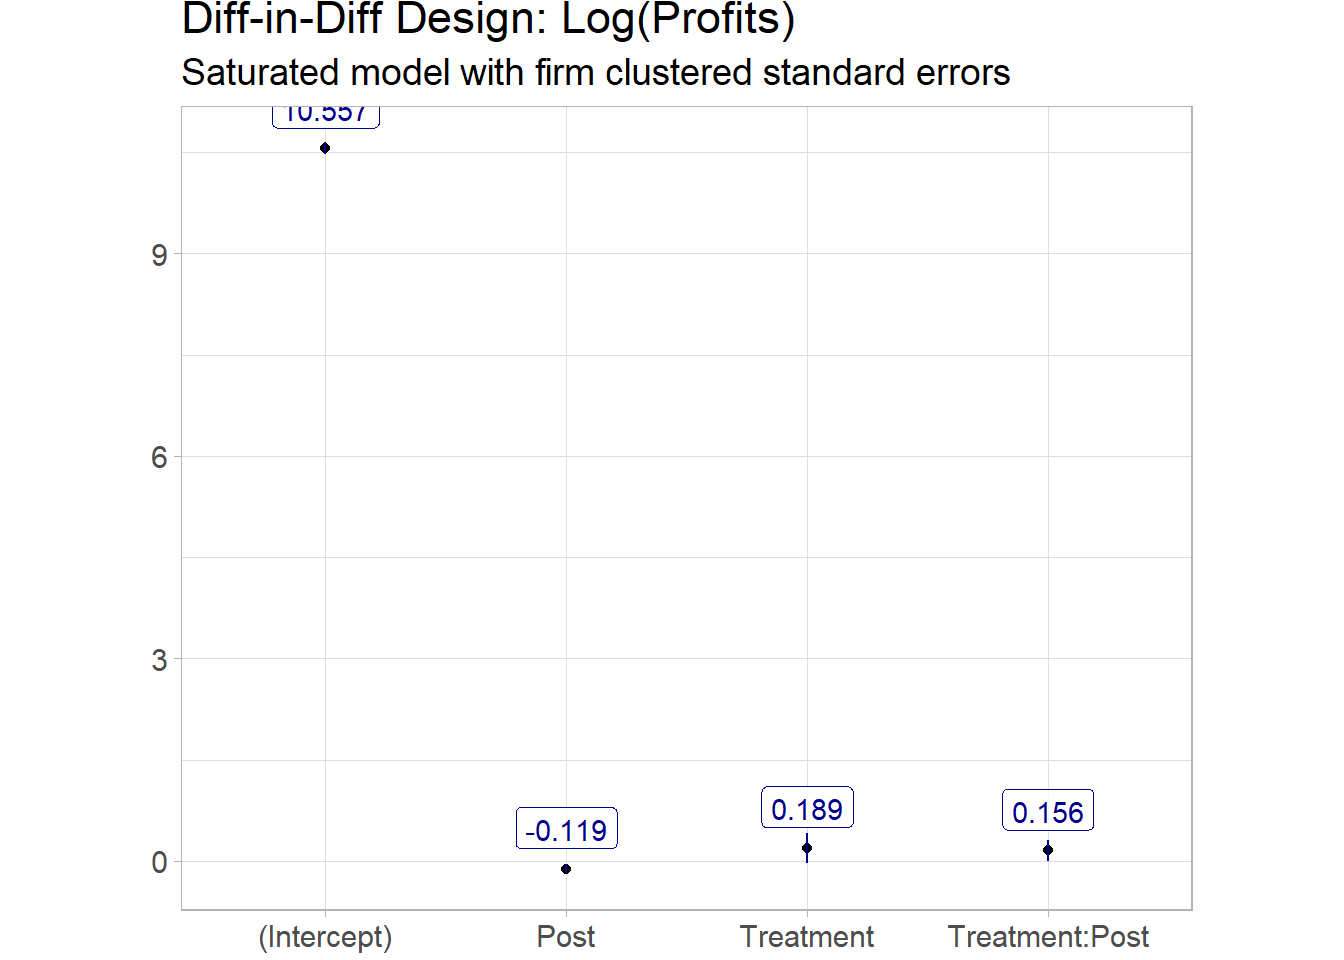 Diff-in-Diff Design: Log(Profits)
Saturated model with firm clustered standard errors
10.557
9
6
3
0.189
0.156
-0.119
0
(Intercept) Post Treatment Treatment:Post